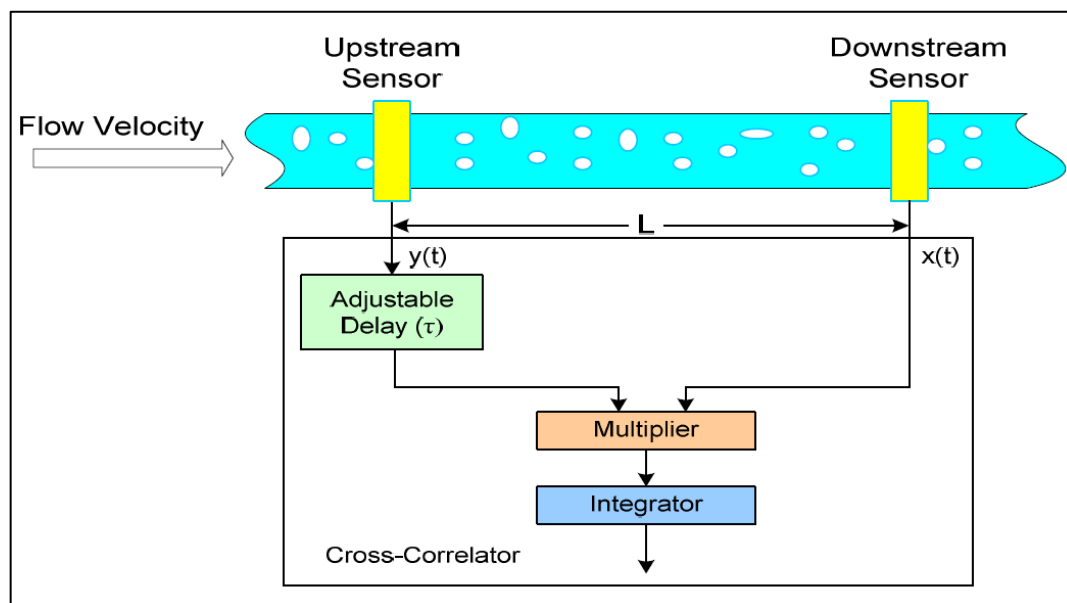 Upstream
Sensor
Downstream
Sensor
Flow Velocity
L
y(t)
x(t)
Adjustable
Delay (τ)
Multiplier
Integrator
Cross-Correlator